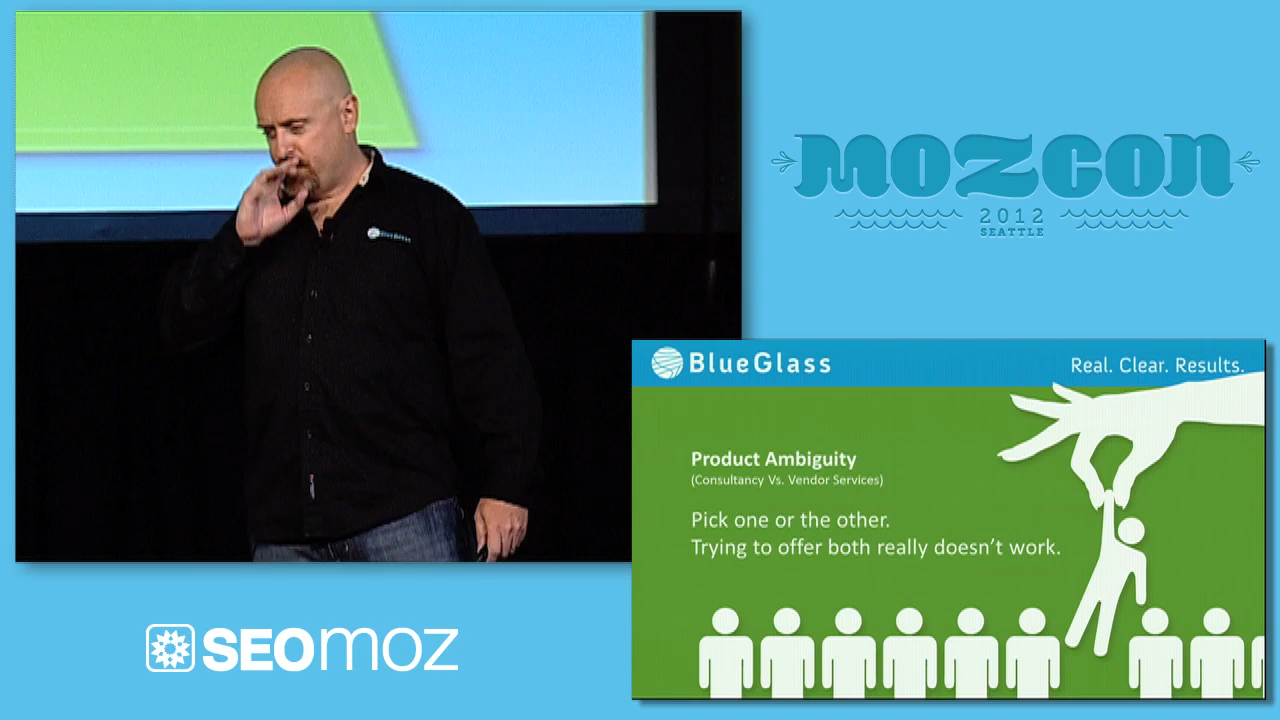 BlueGlass
MOZCON
2012
SEATTLE
BlueGlass
Real. Clear. Results.
Product Ambiguity
(Consultancy Vs. Vendor Services)
Pick one or the other.
Trying to offer both really doesn't work.
SEOMOZ